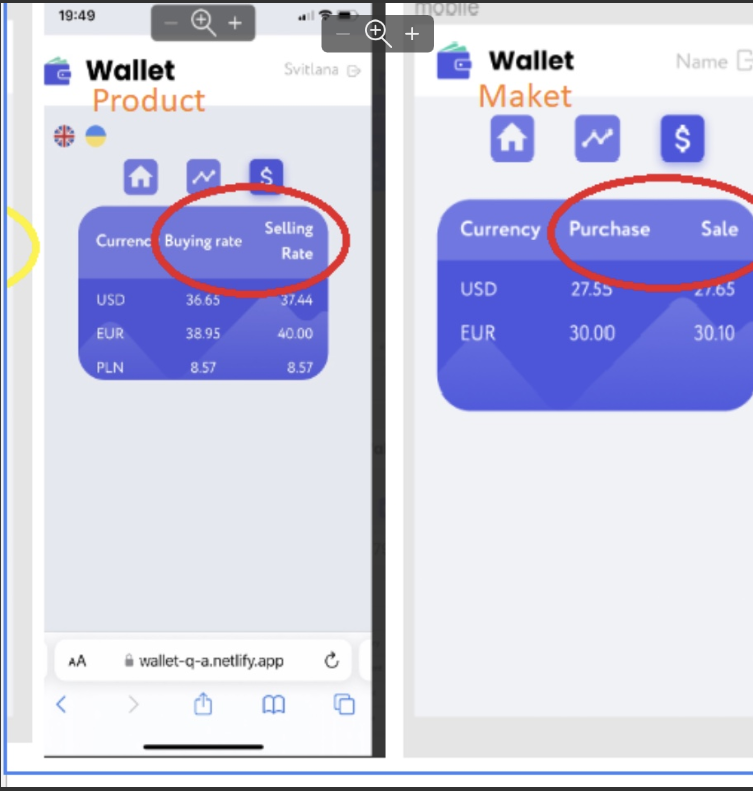 mobile
19:49
Wallet
Svitlana
Product
Currenc
Buying rate
Selling
Rate
USD 36.65 37.44
EUR 38.95 40.00
PLN 8.57 8.57
AA wallet-q-a.netlify.app
Wallet
Name
Maket
Currency Purchase Sale
USD 27.55 27.65
EUR 30.00 30.10